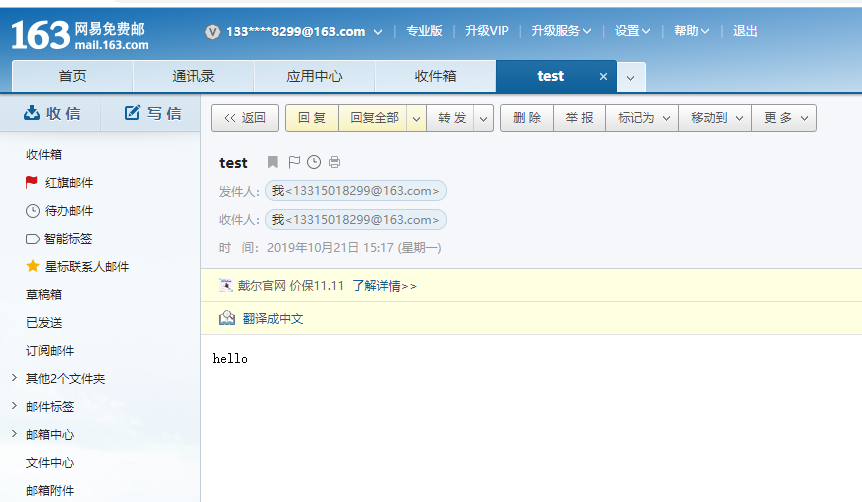 163 网易免费邮
mail.163.com
V 133****8299@163.com 专业版 升级VIP 升级服务 设置 帮助 退出
首页 通讯录 应用中心 收件箱 test ×
收 信 写 信
<< 返回 回 复 回复全部 转 发 删 除 举 报 标记为 移动到 更 多
收件箱
红旗邮件
待办邮件
智能标签
星标联系人邮件
草稿箱
已发送
订阅邮件
其他2个文件夹
邮件标签
邮箱中心
文件中心
邮箱附件
test
发件人： 我<13315018299@163.com>
收件人： 我<13315018299@163.com>
时 间： 2019年10月21日 15:17 (星期一)
戴尔官网 价保11.11 了解详情>>
翻译成中文
hello